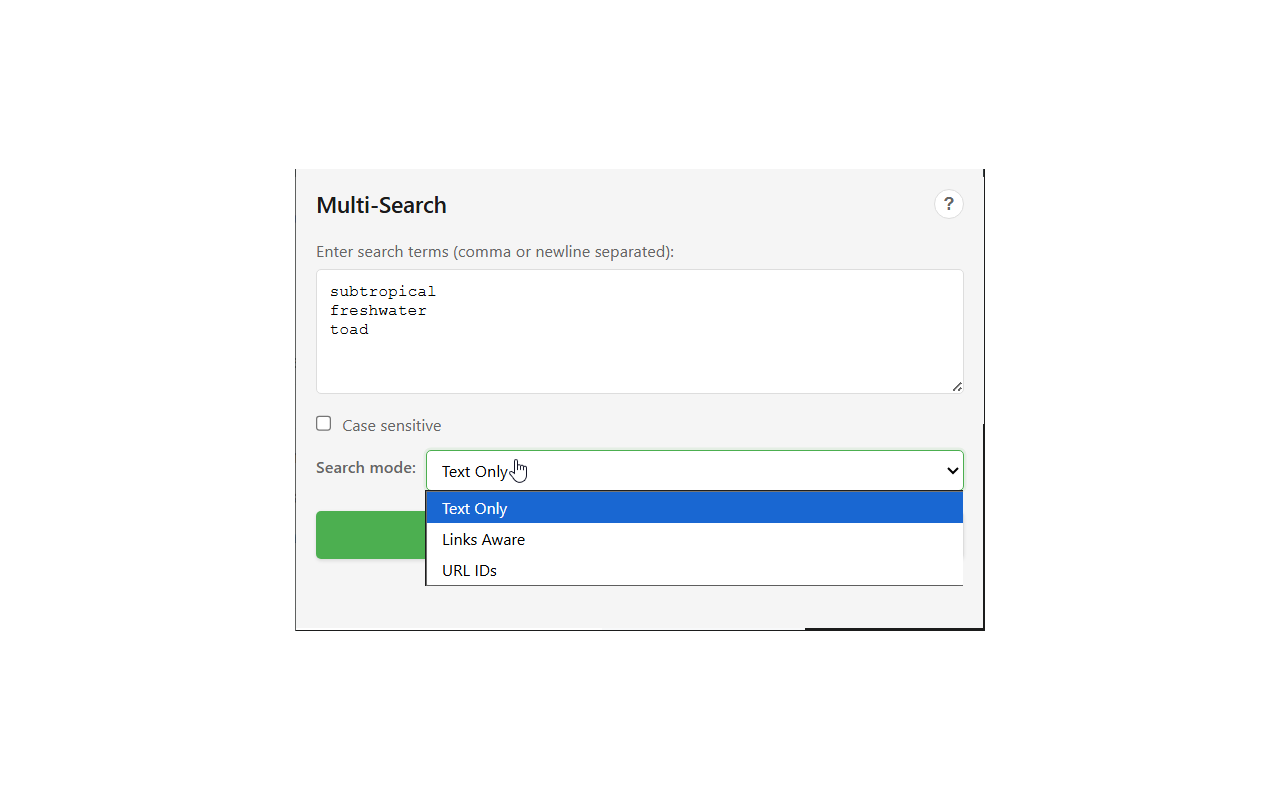 Multi-Search
?
Enter search terms (comma or newline separated):
subtropical
freshwater
toad
Case sensitive
Search mode:
Text Only
Text Only
Links Aware
URL IDs